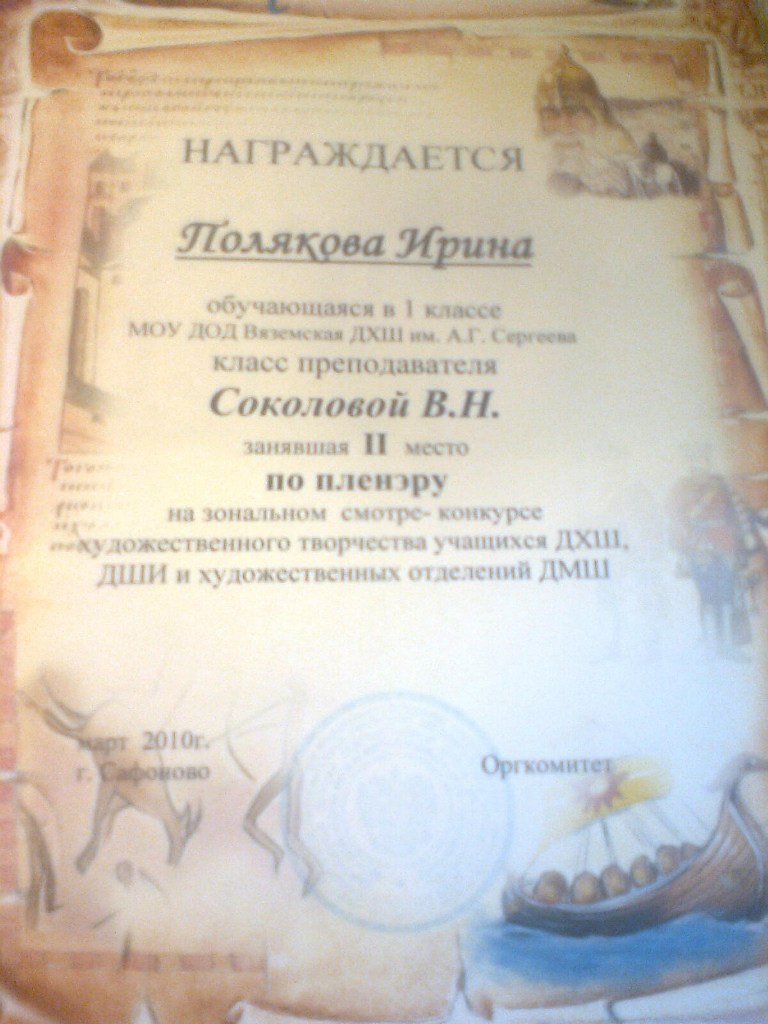 НАГРАЖДАЕТСЯ
Полякова Ирина
обучающаяся в 1 классе
МОУ ДОД Вяземская ДХШ им. А.Г. Сергеева
класс преподавателя
Соколовой В.Н.
занявшая II место
по пленэру
на зональном смотре- конкурсе
художественного творчества учащихся ДХШ,
ДШИ и художественных отделений ДМШ
март 2010г.
г. Сафоново
Оргкомитет